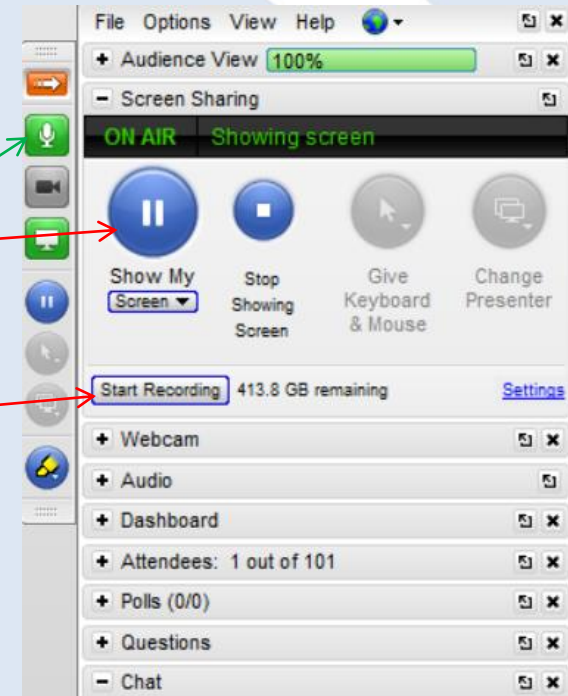 File Options View Help
Audience View 100%
Screen Sharing
ON AIR Showing screen
Show My
Screen
Stop
Showing
Screen
Give
Keyboard
& Mouse
Change
Presenter
Start Recording 413.8 GB remaining Settings
Webcam
Audio
Dashboard
Attendees: 1 out of 101
Polls (0/0)
Questions
Chat